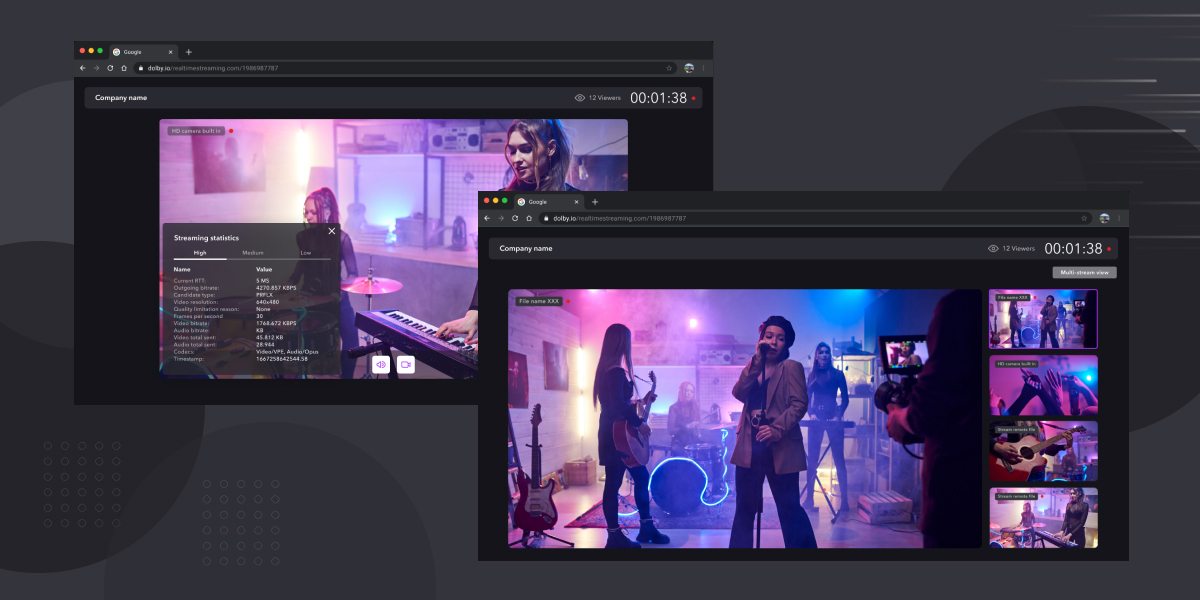 Google
dolby.io/realtimestreaming.com/1986987787
Company name
12 Viewers
00:01:38
HD camera built in
Streaming statistics
High Medium Low
Name Value
Current RTT: 5 MS
Outgoing bitrate: 4270.857 KBPS
Candidate type: PRFLX
Video resolution: 640x480
Quality limitation reason: None
Frames per second 30
Video bitrate: 1768.672 KBPS
Audio bitrate: KB
Video total sent: 45.812 KB
Audio total sent: 28.944
Codecs: Video/VPE, Audio/Opus
Timestamp: 1667258642544.58
Google
dolby.io/realtimestreaming.com/1986987787
Company name
12 Viewers
00:01:38
Multi-stream view
File name XXX
File name XXX
HD camera built in
Stream remote file
Stream remote file